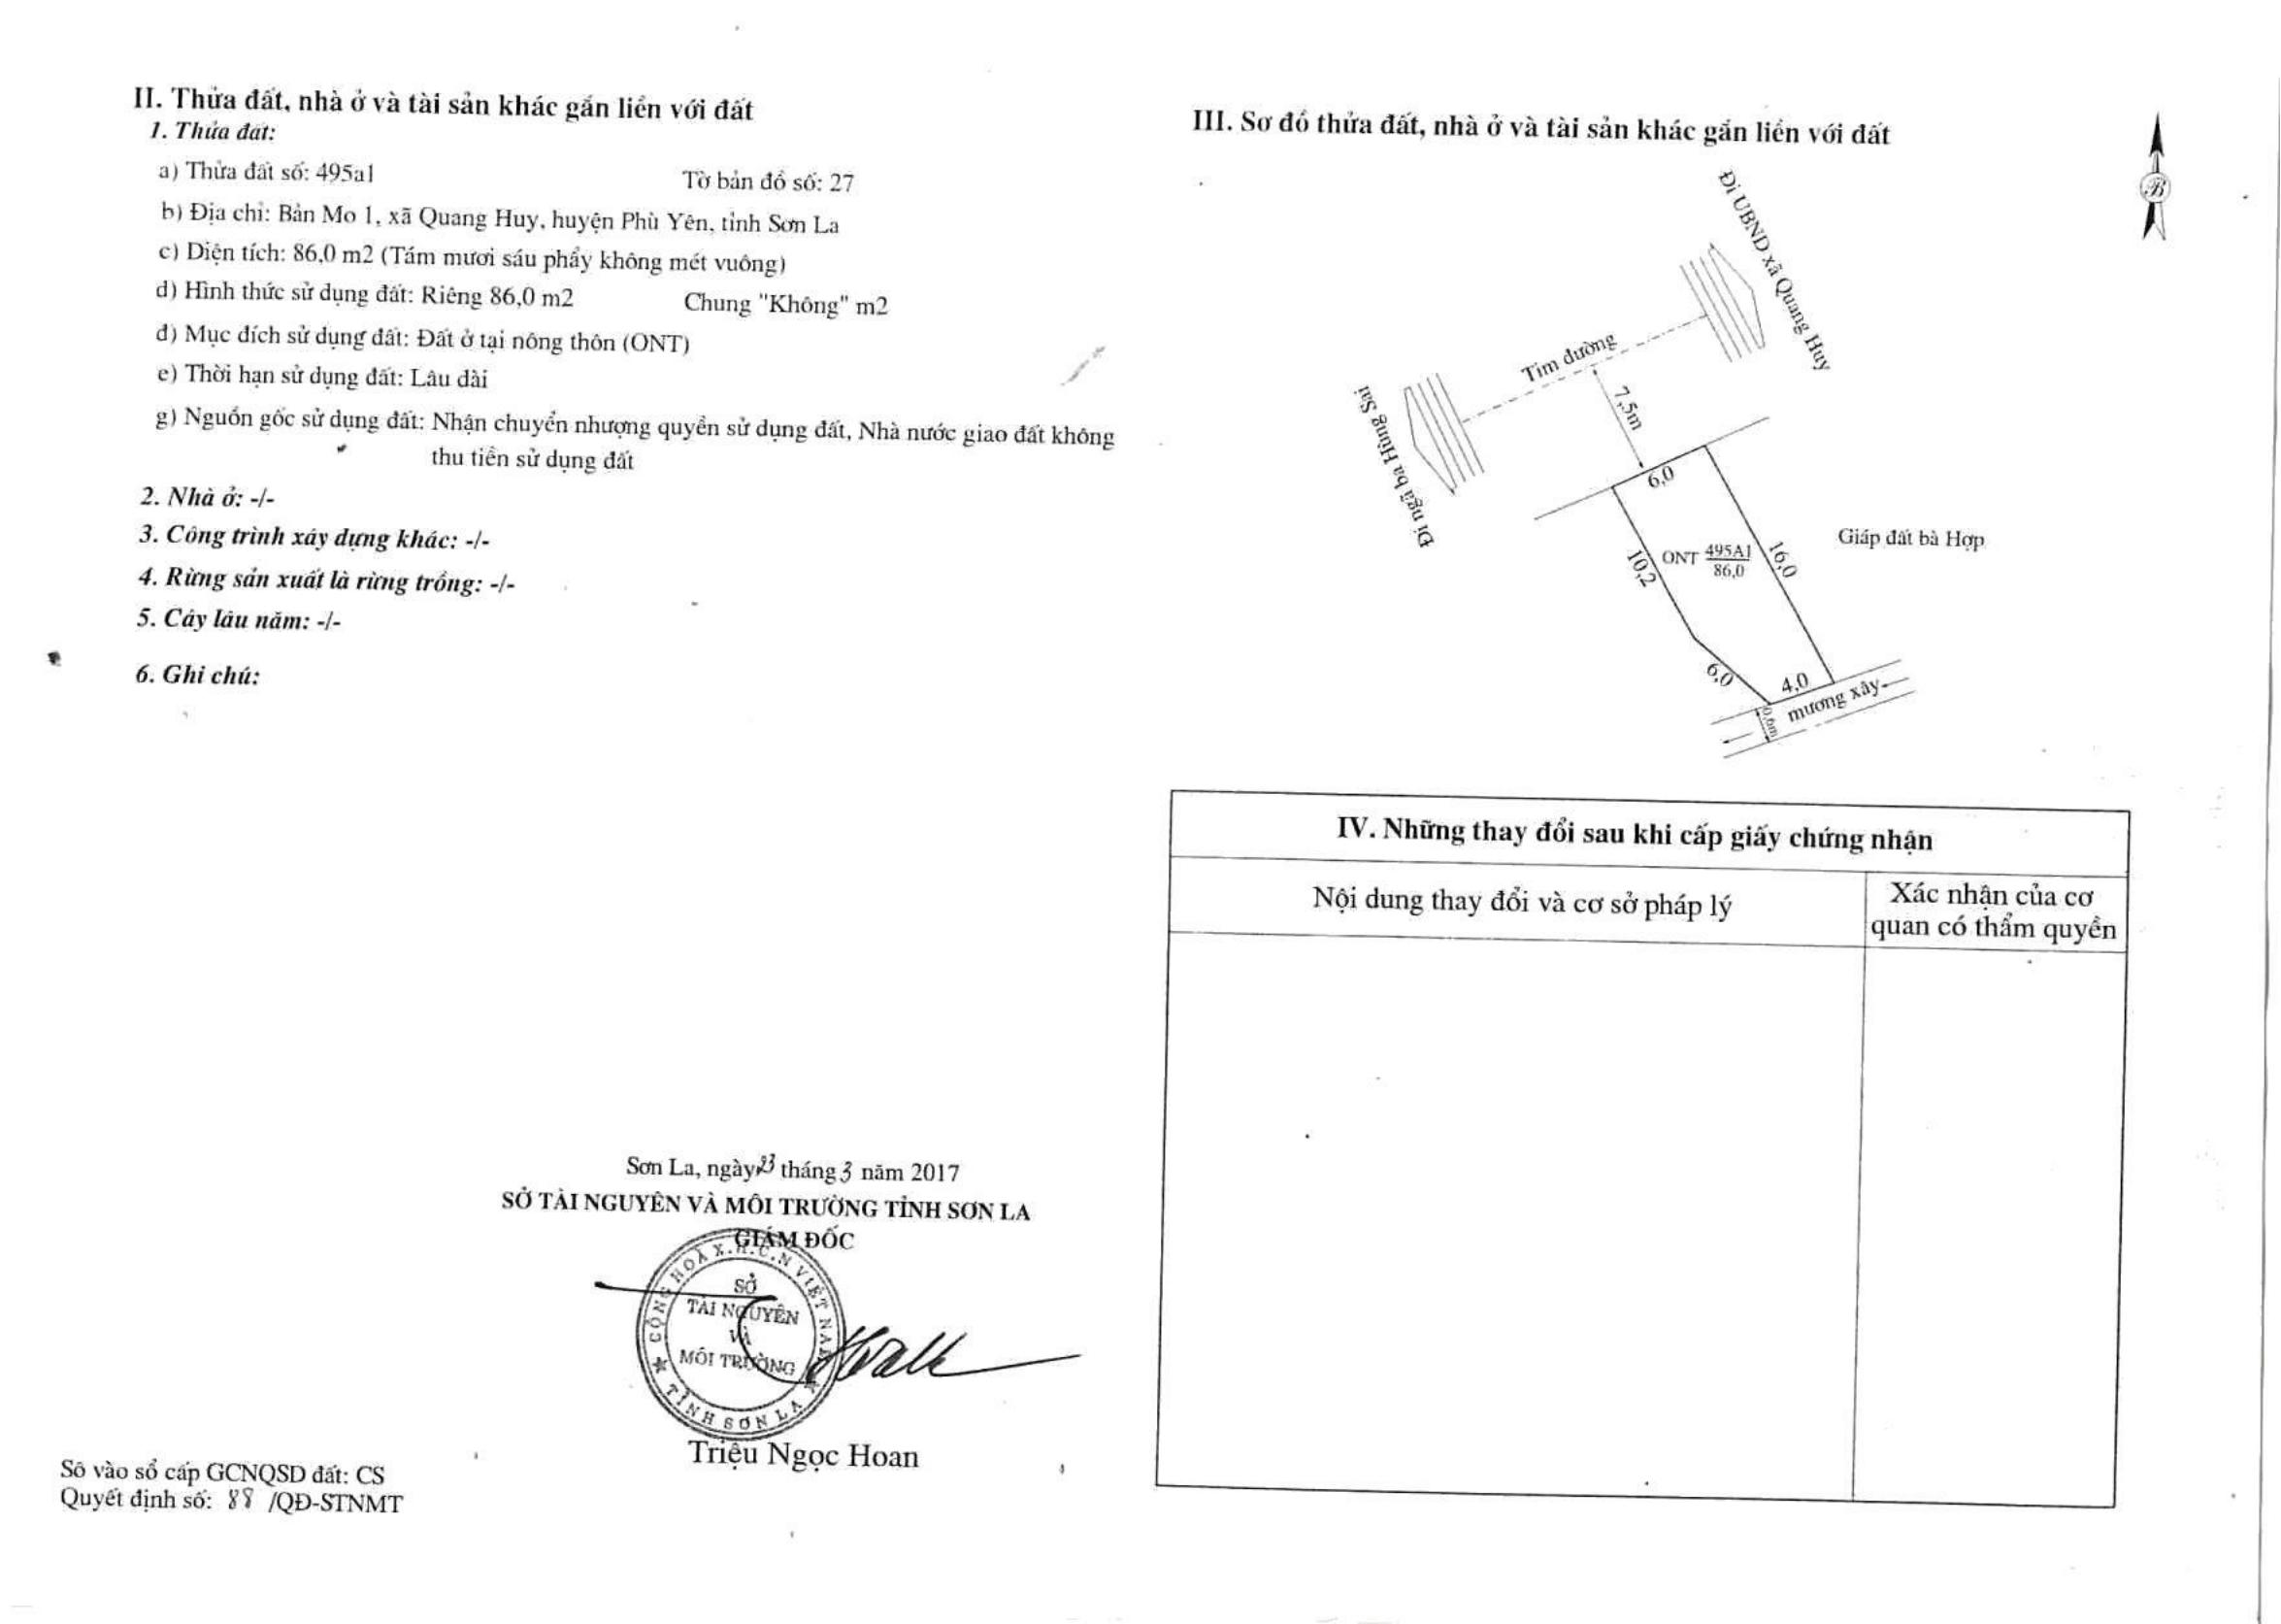 II. Thửa đất, nhà ở và tài sản khác gắn liền với đất
1. Thửa đất:
a) Thửa đất số: 495a1 Tờ bản đồ số: 27
b) Địa chỉ: Bản Mo 1, xã Quang Huy, huyện Phù Yên, tỉnh Sơn La
c) Diện tích: 86,0 m2 (Tám mươi sáu phẩy không mét vuông)
d) Hình thức sử dụng đất: Riêng 86,0 m2 Chung "Không" m2
đ) Mục đích sử dụng đất: Đất ở tại nông thôn (ONT)
e) Thời hạn sử dụng đất: Lâu dài
g) Nguồn gốc sử dụng đất: Nhận chuyển nhượng quyền sử dụng đất, Nhà nước giao đất không
thu tiền sử dụng đất
2. Nhà ở: -/-
3. Công trình xây dựng khác: -/-
4. Rừng sản xuất là rừng trồng: -/-
5. Cây lâu năm: -/-
6. Ghi chú:
Sơn La, ngày 23 tháng 3 năm 2017
SỞ TÀI NGUYÊN VÀ MÔI TRƯỜNG TỈNH SƠN LA
GIÁM ĐỐC
CỘNG HOÀ X.H.C.N VIỆT NAM
SỞ
TÀI NGUYÊN
VÀ
MÔI TRƯỜNG
TỈNH SƠN LA
Triệu Ngọc Hoan
Số vào sổ cấp GCNQSD đất: CS
Quyết định số: 88 /QĐ-STNMT
III. Sơ đồ thửa đất, nhà ở và tài sản khác gắn liền với đất
B
Đi UBND xã Quang Huy
Tim đường
7,5m
Đi ngã ba Hùng Sai
6,0
10,2
ONT 495A1
86,0
16,0
Giáp đất bà Hợp
6,0
4,0
mương xây
0,6m
IV. Những thay đổi sau khi cấp giấy chứng nhận
Nội dung thay đổi và cơ sở pháp lý
Xác nhận của cơ
quan có thẩm quyền